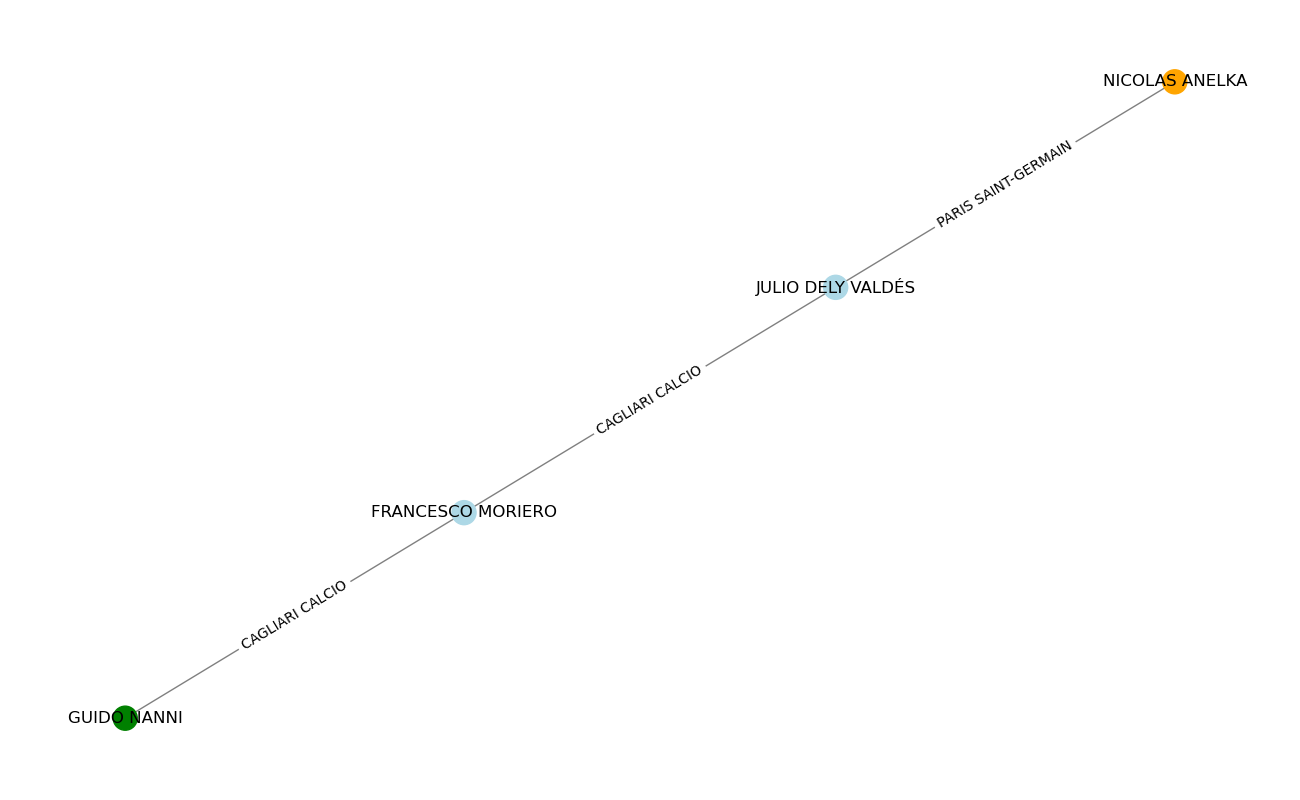 NICOLAS ANELKA
PARIS SAINT-GERMAIN
JULIO DELY VALDÉS
CAGLIARI CALCIO
FRANCESCO MORIERO
CAGLIARI CALCIO
GUIDO NANNI